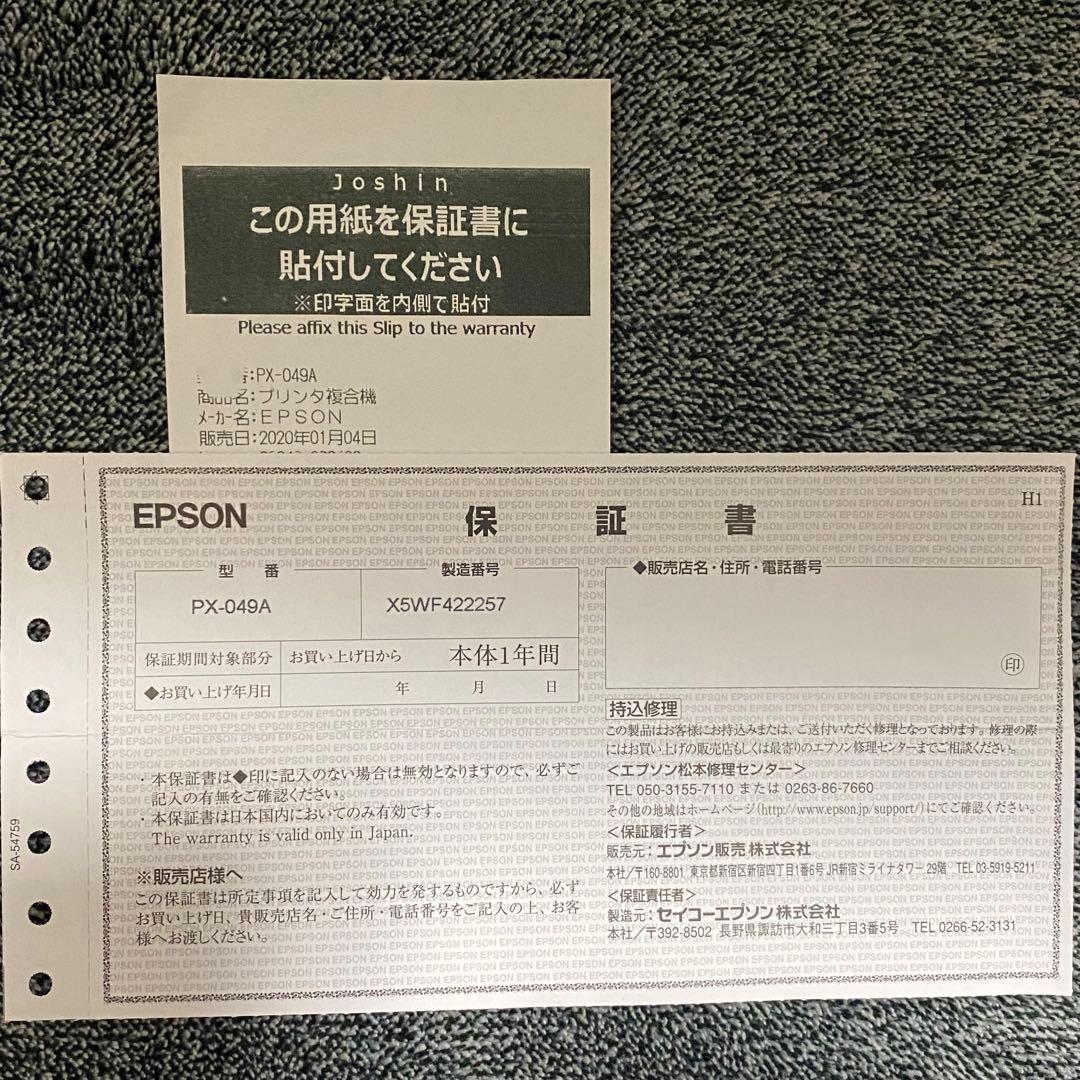 Joshin
この用紙を保証書に
貼付してください
※印字面を内側で貼付
Please affix this Slip to the warranty
:PX-049A
商品名:プリンタ複合機
メーカー名:EPSON
販売日:2020年01月04日
EPSON 保証書 H1
型番 製造番号 ◆販売店名・住所・電話番号
PX-049A X5WF422257
保証期間対象部分 お買い上げ日から 本体1年間
印
◆お買い上げ年月日 年 月 日
持込修理
この製品はお客様にお持込みまたは、ご送付いただく修理となっております。修理の際
にはお買い上げの販売店もしくは最寄りのエプソン修理センターまでご相談ください。
<エプソン松本修理センター>
TEL 050-3155-7110 または 0263-86-7660
その他の地域はホームページ(http://www.epson.jp/support/)にてご確認ください。
<保証履行者>
販売元:エプソン販売株式会社
本社/〒160-8801 東京都新宿区新宿四丁目1番6号 JR新宿ミライナタワー29階 TEL 03-5919-5211
<保証責任者>
製造元:セイコーエプソン株式会社
本社/〒392-8502 長野県諏訪市大和三丁目3番5号 TEL 0266-52-3131
・本保証書は◆印に記入のない場合は無効となりますので、必ずご
記入の有無をご確認ください。
・本保証書は日本国内においてのみ有効です。
The warranty is valid only in Japan.
※販売店様へ
この保証書は所定事項を記入して効力を発するものですから、必ず
お買い上げ日、貴販売店名・ご住所・電話番号をご記入の上、お客
様へお渡しください。
SA-54759